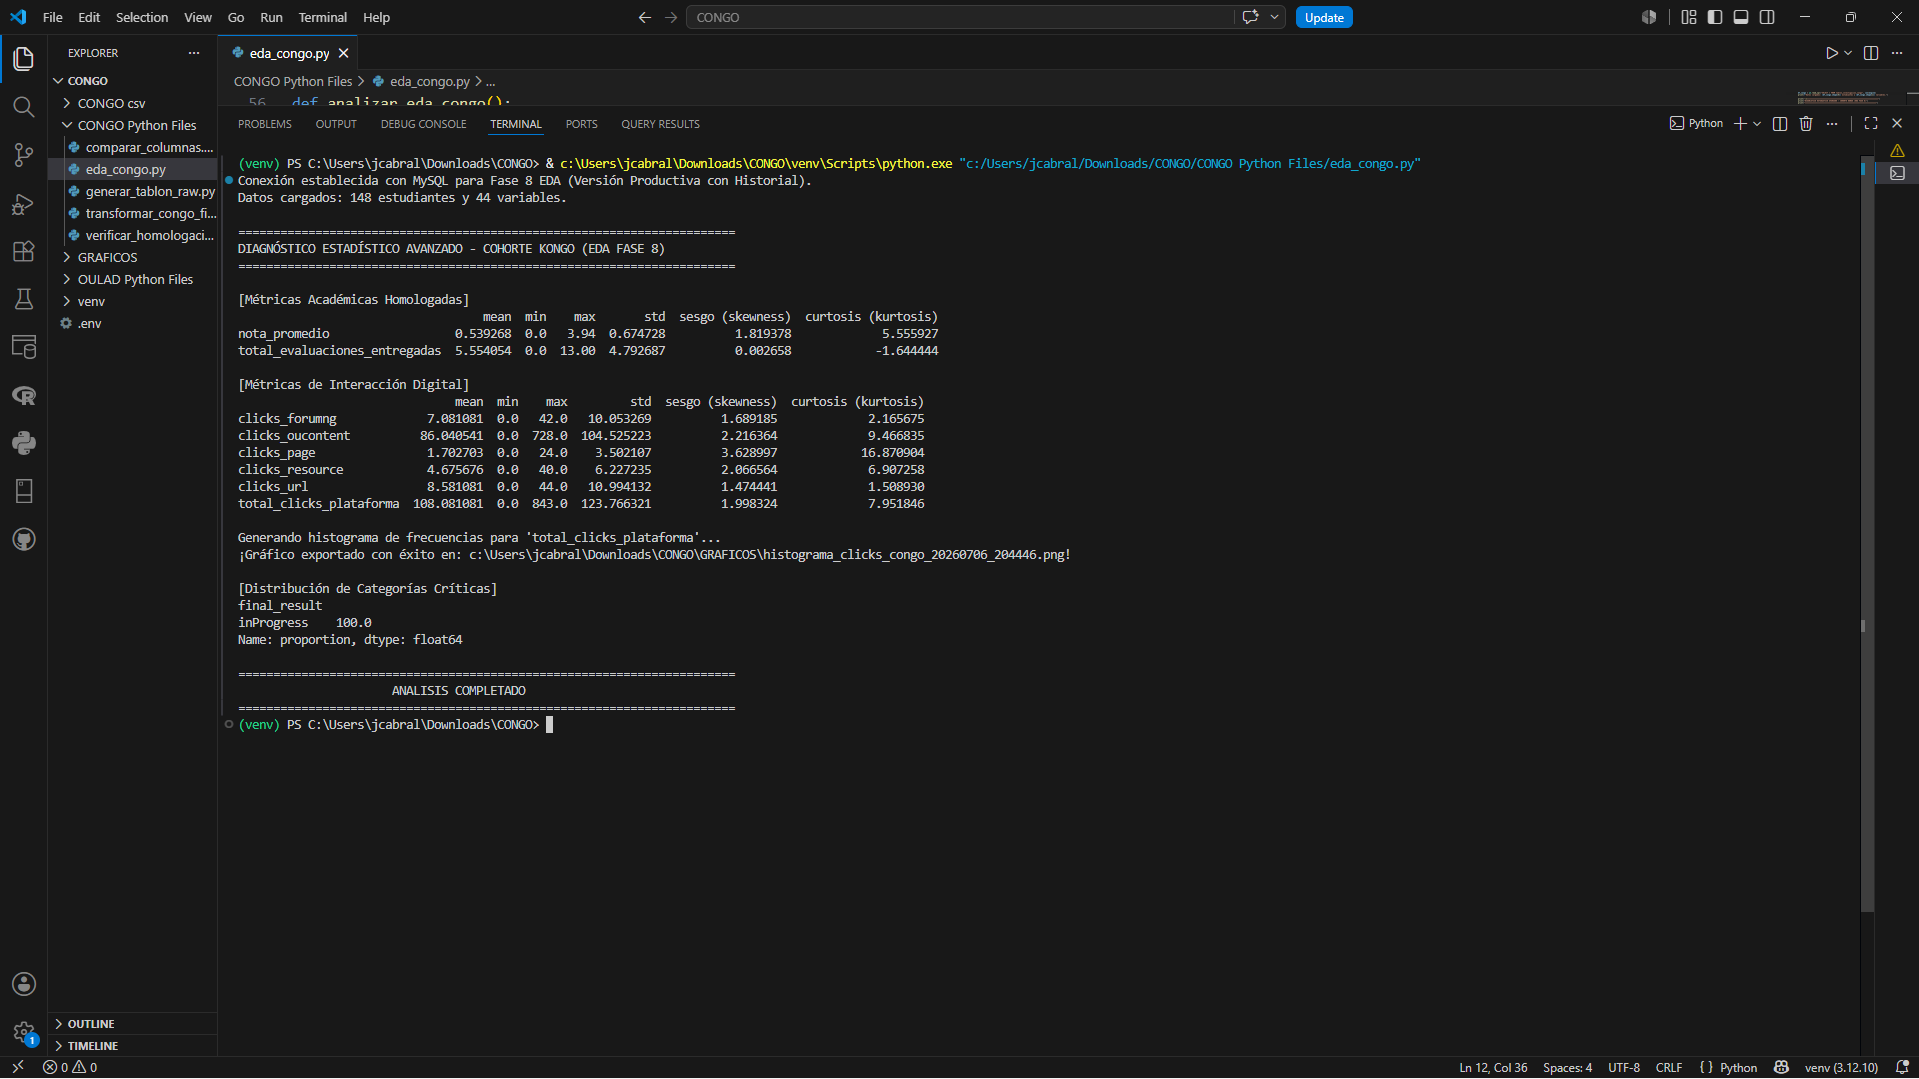 File Edit Selection View Go Run Terminal Help
CONGO
Update
EXPLORER
CONGO
CONGO csv
CONGO Python Files
comparar_columnas....
eda_congo.py
generar_tablon_raw.py
transformar_congo_fi...
verificar_homologaci...
GRAFICOS
OULAD Python Files
venv
.env
OUTLINE
TIMELINE
eda_congo.py
CONGO Python Files > eda_congo.py > ...
56 def analizar_eda_congo():
PROBLEMS OUTPUT DEBUG CONSOLE TERMINAL PORTS QUERY RESULTS
Python
(venv) PS C:\Users\jcabral\Downloads\CONGO> & c:\Users\jcabral\Downloads\CONGO\venv\Scripts\python.exe "c:/Users/jcabral/Downloads/CONGO/CONGO Python Files/eda_congo.py"
Conexión establecida con MySQL para Fase 8 EDA (Versión Productiva con Historial).
Datos cargados: 148 estudiantes y 44 variables.
=======================================================================
DIAGNÓSTICO ESTADÍSTICO AVANZADO - COHORTE KONGO (EDA FASE 8)
=======================================================================
[Métricas Académicas Homologadas]
mean min max std sesgo (skewness) curtosis (kurtosis)
nota_promedio 0.539268 0.0 3.94 0.674728 1.819378 5.555927
total_evaluaciones_entregadas 5.554054 0.0 13.00 4.792687 0.002658 -1.644444
[Métricas de Interacción Digital]
mean min max std sesgo (skewness) curtosis (kurtosis)
clicks_forumng 7.081081 0.0 42.0 10.053269 1.689185 2.165675
clicks_oucontent 86.040541 0.0 728.0 104.525223 2.216364 9.466835
clicks_page 1.702703 0.0 24.0 3.502107 3.628997 16.870904
clicks_resource 4.675676 0.0 40.0 6.227235 2.066564 6.907258
clicks_url 8.581081 0.0 44.0 10.994132 1.474441 1.508930
total_clicks_plataforma 108.081081 0.0 843.0 123.766321 1.998324 7.951846
Generando histograma de frecuencias para 'total_clicks_plataforma'...
¡Gráfico exportado con éxito en: c:\Users\jcabral\Downloads\CONGO\GRAFICOS\histograma_clicks_congo_20260706_204446.png!
[Distribución de Categorías Críticas]
final_result
inProgress 100.0
Name: proportion, dtype: float64
=======================================================================
ANALISIS COMPLETADO
=======================================================================
(venv) PS C:\Users\jcabral\Downloads\CONGO>
1
0 0
Ln 12, Col 36 Spaces: 4 UTF-8 CRLF { } Python venv (3.12.10)